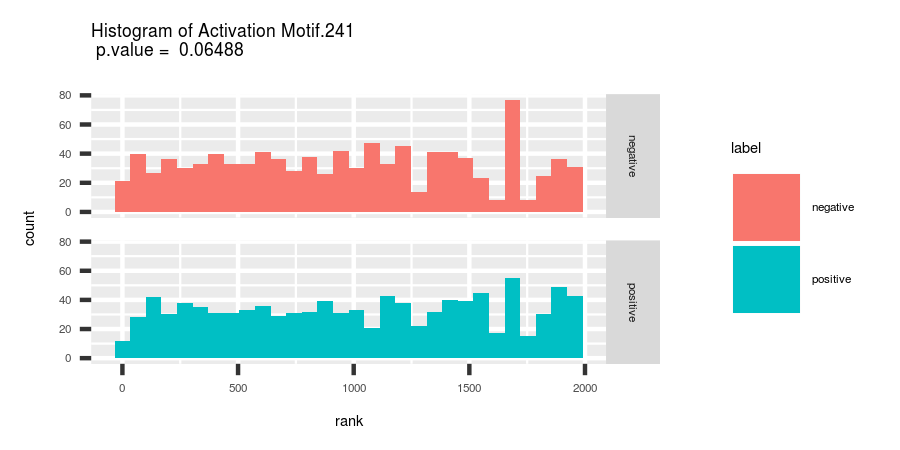 Histogram of Activation Motif.241
p.value = 0.06488
80
60
40
20
0
negative
80
60
40
20
0
positive
0 500 1000 1500 2000
rank
count
label
negative
positive